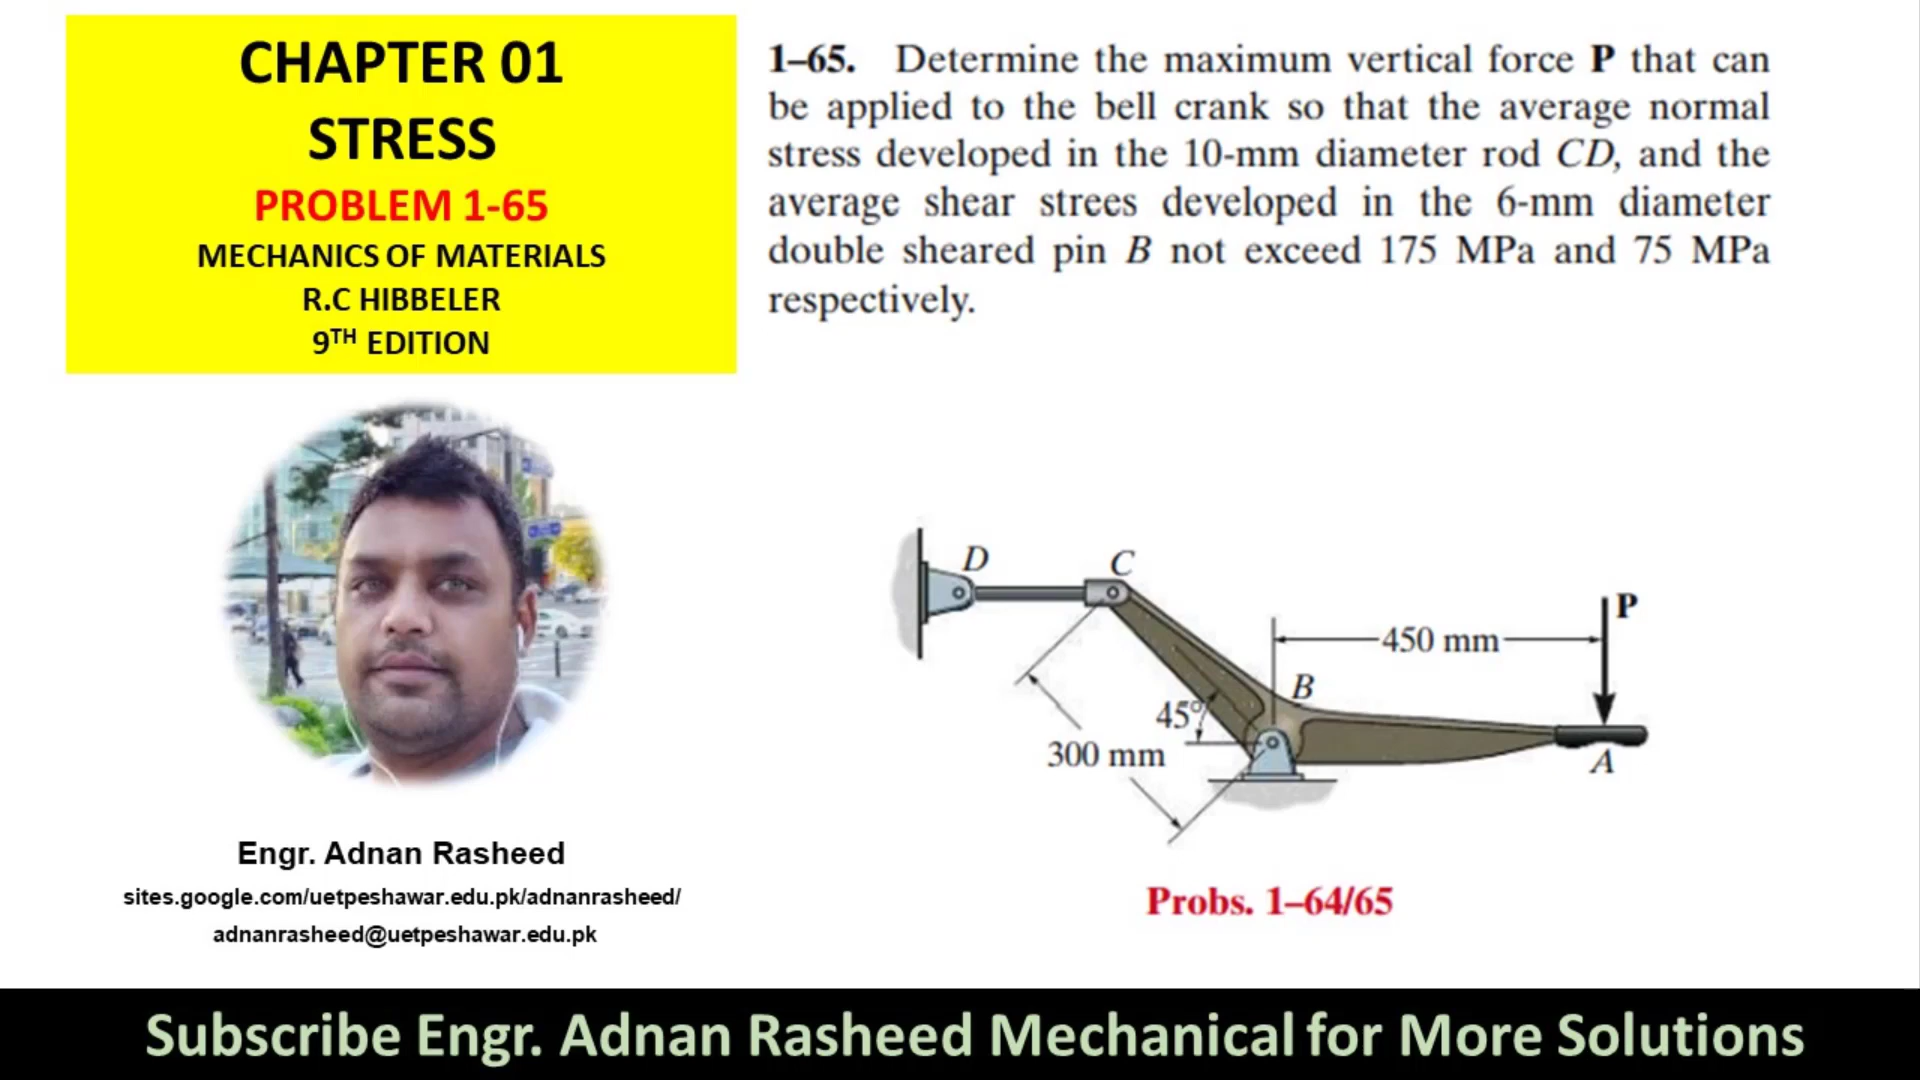 CHAPTER 01
STRESS
PROBLEM 1-65
MECHANICS OF MATERIALS
R.C HIBBELER
9TH EDITION
1–65. Determine the maximum vertical force P that can
be applied to the bell crank so that the average normal
stress developed in the 10-mm diameter rod CD, and the
average shear strees developed in the 6-mm diameter
double sheared pin B not exceed 175 MPa and 75 MPa
respectively.
D
C
P
450 mm
B
45°
300 mm
A
Probs. 1–64/65
Engr. Adnan Rasheed
sites.google.com/uetpeshawar.edu.pk/adnanrasheed/
adnanrasheed@uetpeshawar.edu.pk
Subscribe Engr. Adnan Rasheed Mechanical for More Solutions